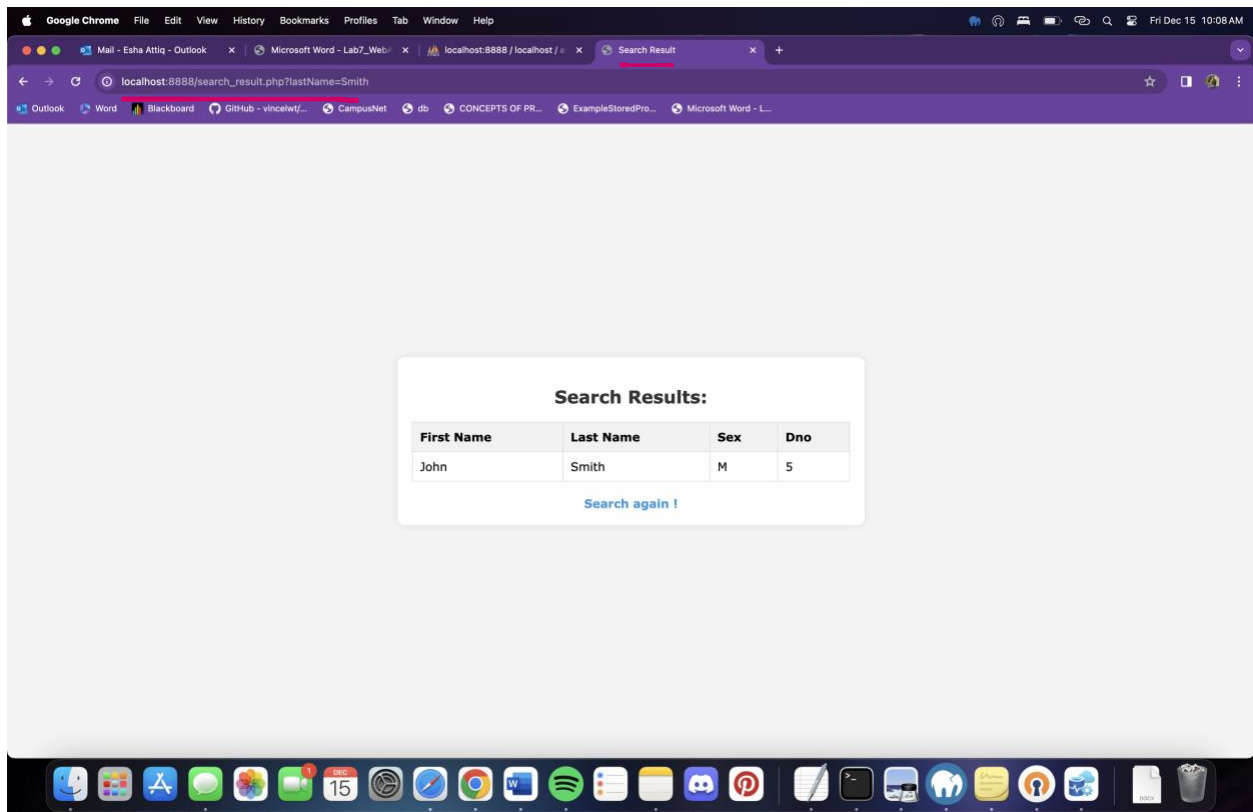 Google Chrome File Edit View History Bookmarks Profiles Tab Window Help Fri Dec 15 10:08 AM
Mail - Esha Attiq - Outlook Microsoft Word - Lab7_Web localhost:8888 / localhost / Search Result
localhost:8888/search_result.php?lastName=Smith
Outlook Word Blackboard GitHub - vinceiwt/... CampusNet db CONCEPTS OF PR... ExampleStoredPro... Microsoft Word - L...
Search Results:
First Name Last Name Sex Dno
John Smith M 5
Search again !
1 DEC
15
DOCX